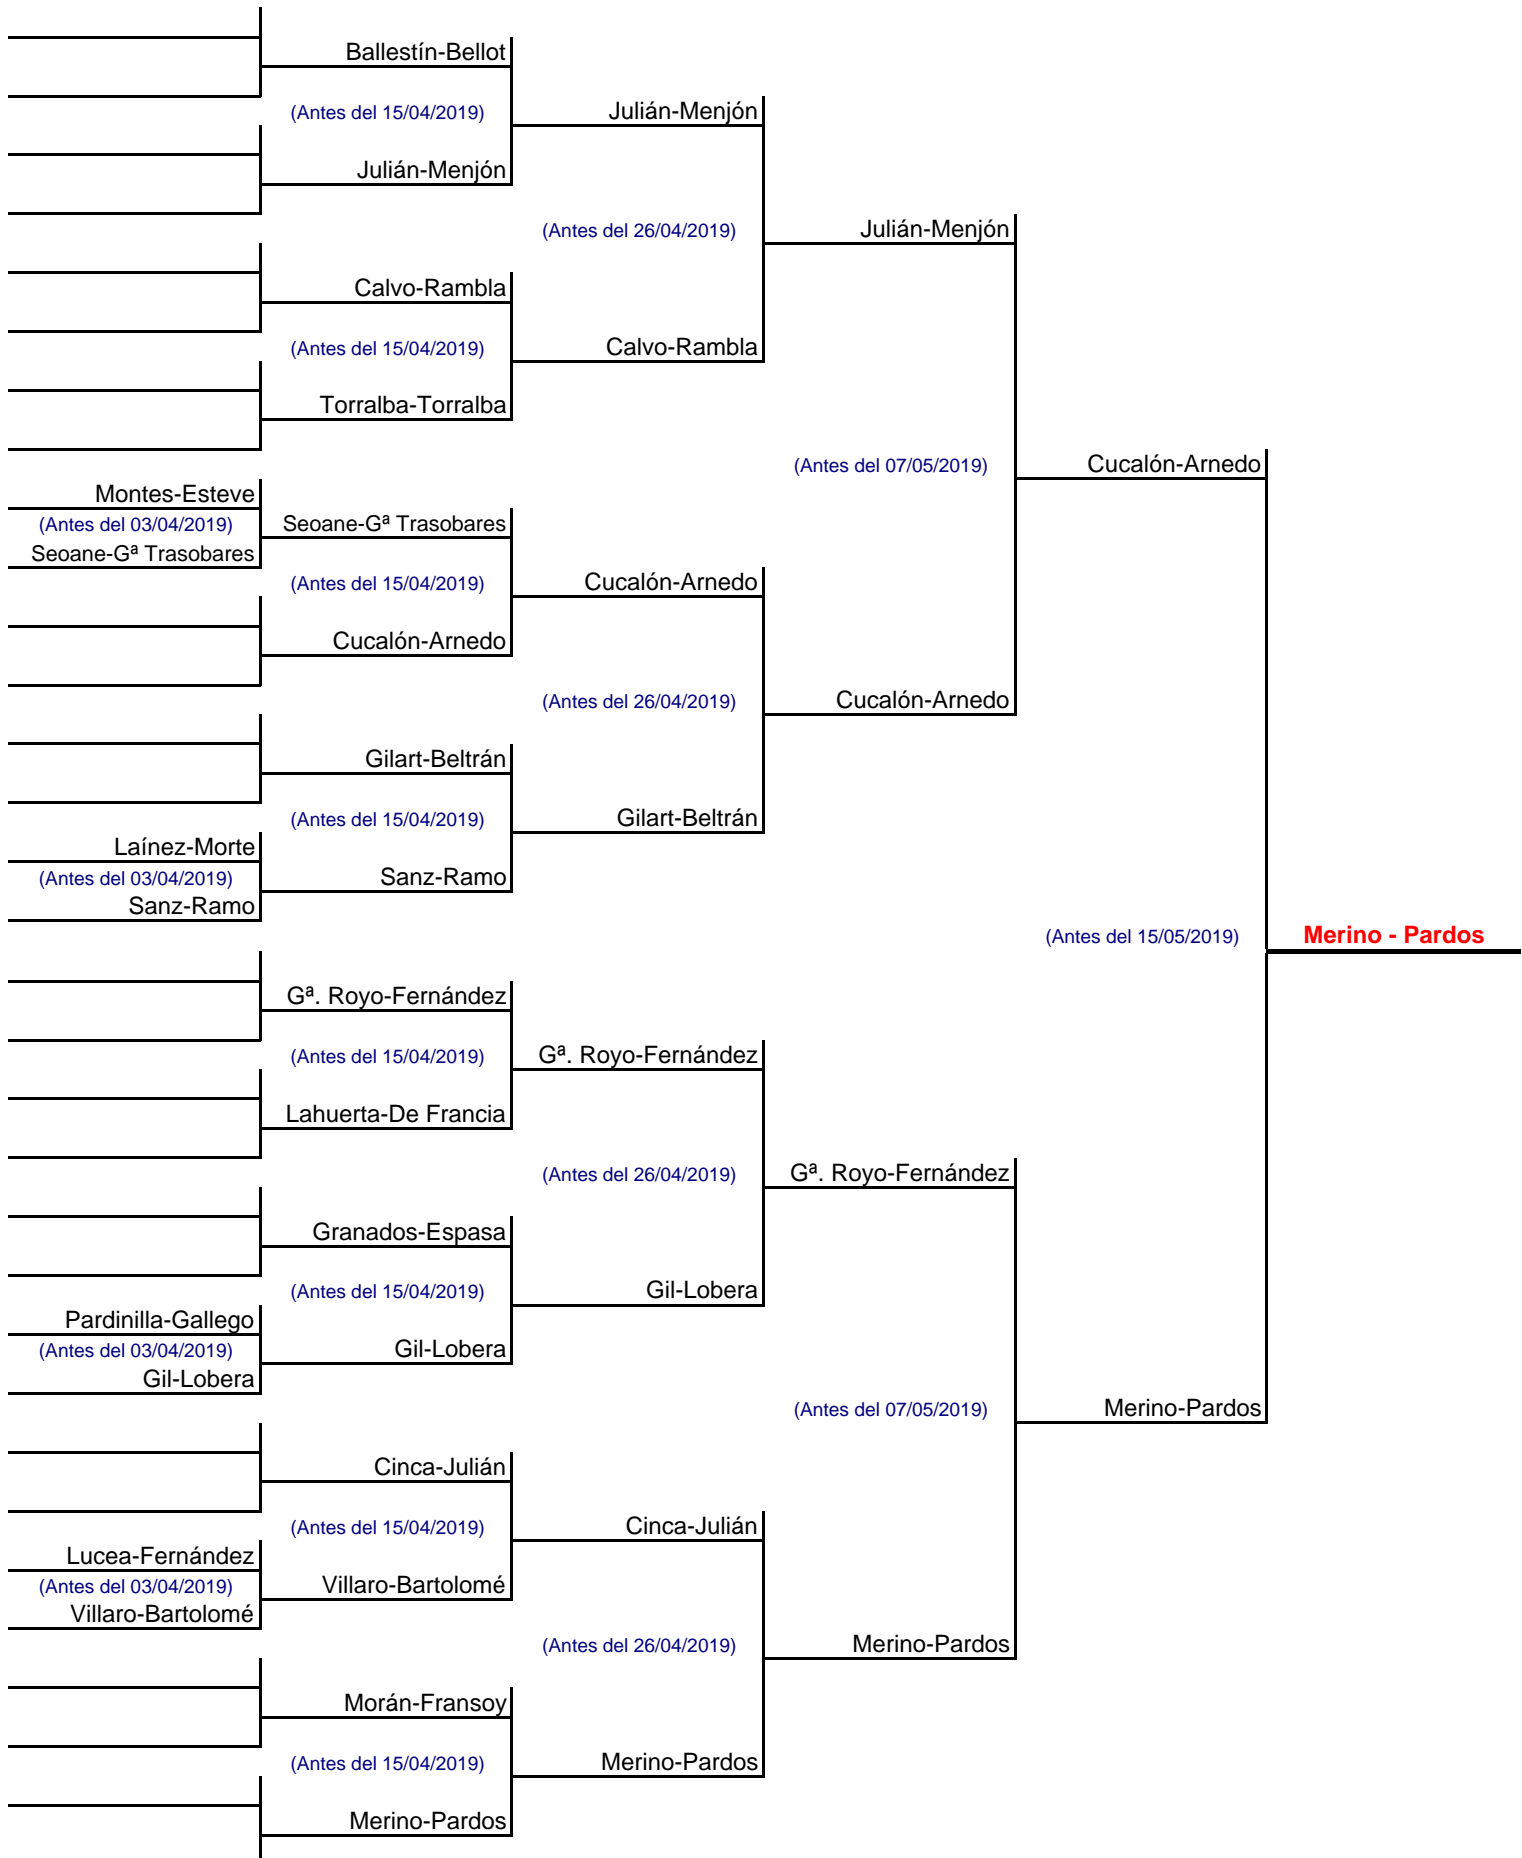 Ballestín-Bellot
(Antes del 15/04/2019)
Julián-Menjón
Julián-Menjón
(Antes del 26/04/2019)
Julián-Menjón
Calvo-Rambla
(Antes del 15/04/2019)
Calvo-Rambla
Torralba-Torralba
(Antes del 07/05/2019)
Cucalón-Arnedo
Montes-Esteve
(Antes del 03/04/2019)
Seoane-Gª Trasobares
Seoane-Gª Trasobares
(Antes del 15/04/2019)
Cucalón-Arnedo
Cucalón-Arnedo
(Antes del 26/04/2019)
Cucalón-Arnedo
Gilart-Beltrán
(Antes del 15/04/2019)
Gilart-Beltrán
Laínez-Morte
(Antes del 03/04/2019)
Sanz-Ramo
Sanz-Ramo
(Antes del 15/05/2019)
Merino - Pardos
Gª. Royo-Fernández
(Antes del 15/04/2019)
Gª. Royo-Fernández
Lahuerta-De Francia
(Antes del 26/04/2019)
Gª. Royo-Fernández
Granados-Espasa
(Antes del 15/04/2019)
Gil-Lobera
Pardinilla-Gallego
(Antes del 03/04/2019)
Gil-Lobera
Gil-Lobera
(Antes del 07/05/2019)
Merino-Pardos
Cinca-Julián
(Antes del 15/04/2019)
Cinca-Julián
Lucea-Fernández
(Antes del 03/04/2019)
Villaro-Bartolomé
Villaro-Bartolomé
(Antes del 26/04/2019)
Merino-Pardos
Morán-Fransoy
(Antes del 15/04/2019)
Merino-Pardos
Merino-Pardos